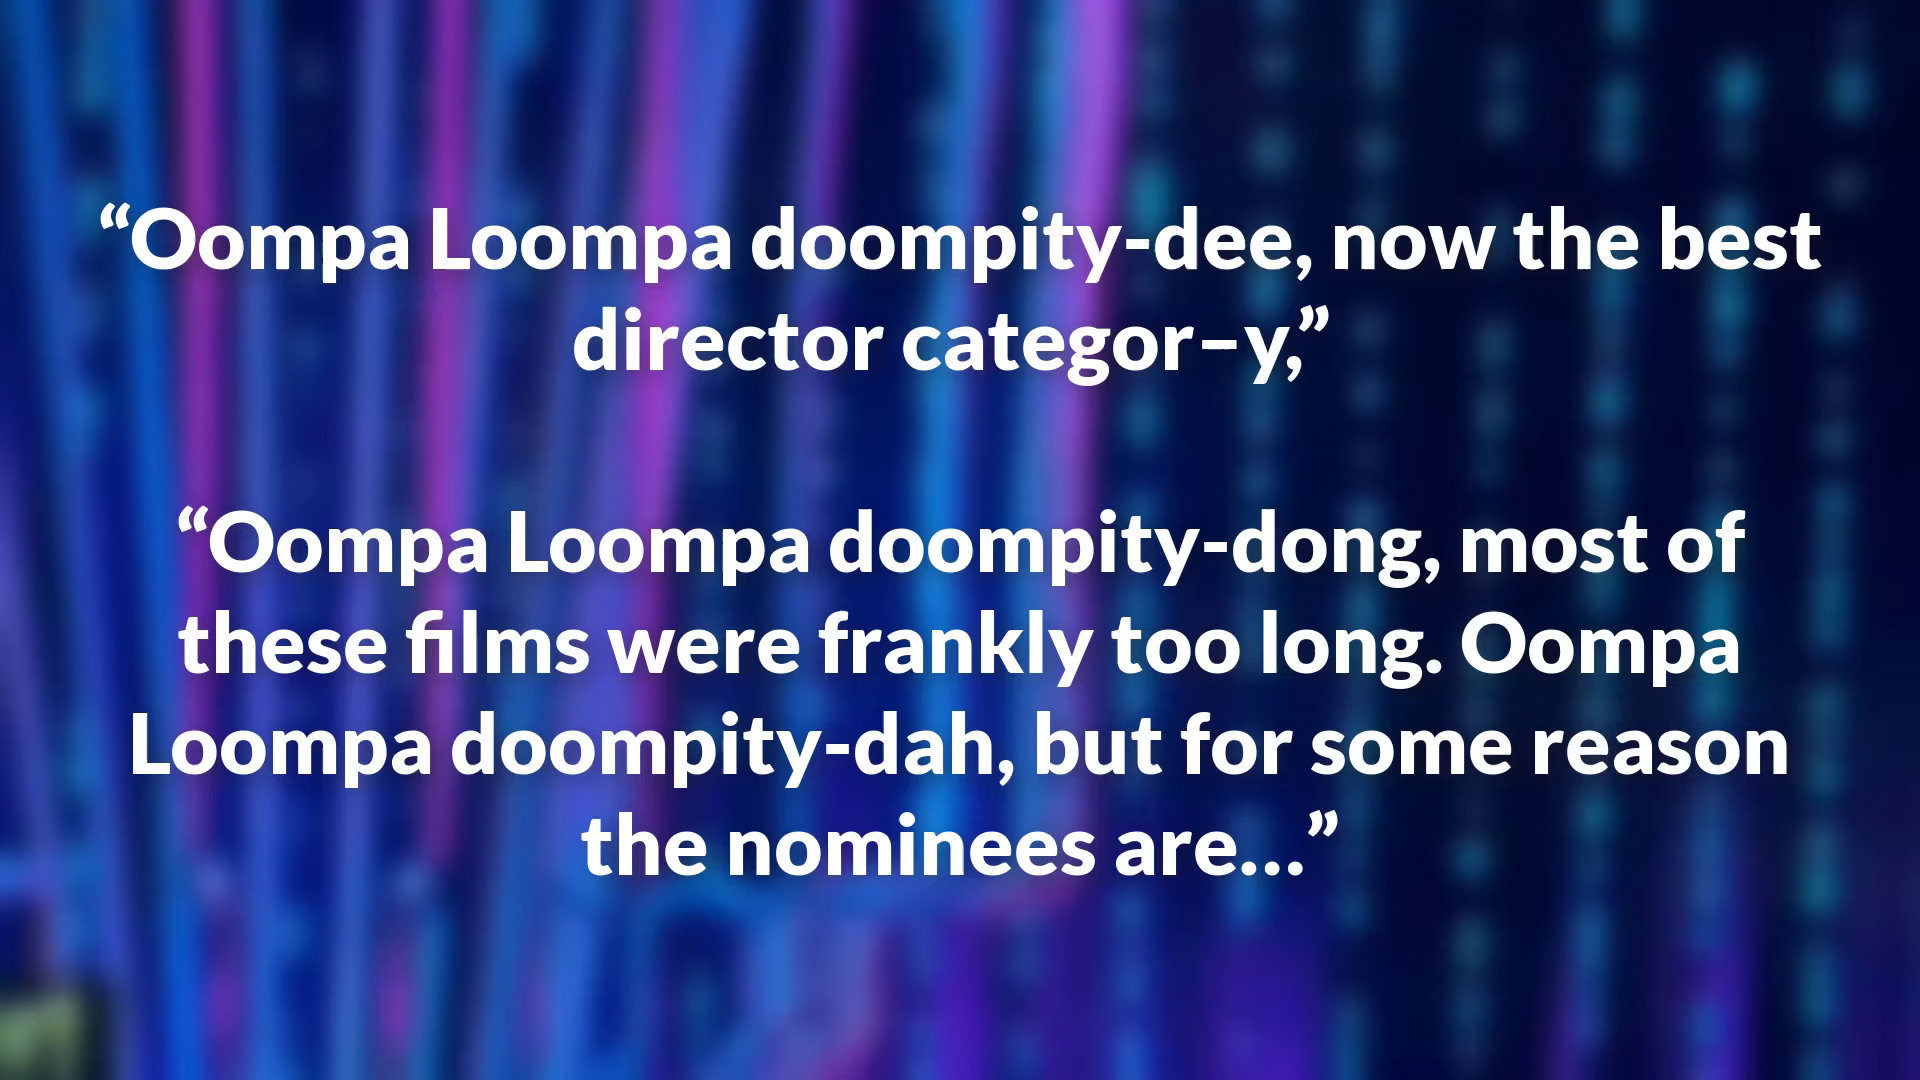 “Oompa Loompa doompity-dee, now the best
director categor–y,”
“Oompa Loompa doompity-dong, most of
these films were frankly too long. Oompa
Loompa doompity-dah, but for some reason
the nominees are…”